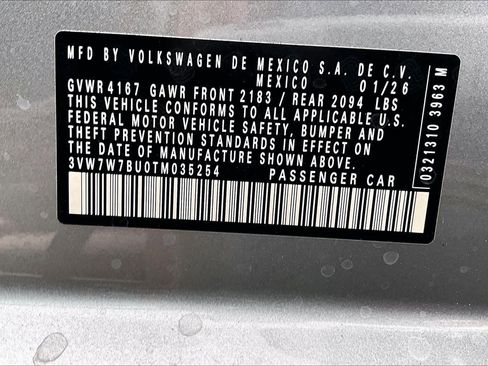 MFD BY VOLKSWAGEN DE MEXICO S.A. DE C.V.
MEXICO 01/26
GVWR 4167 GAWR FRONT 2183 / REAR 2094 LBS
THIS VEHICLE CONFORMS TO ALL APPLICABLE U.S.
FEDERAL MOTOR VEHICLE SAFETY, BUMPER AND
THEFT PREVENTION STANDARDS IN EFFECT ON
THE DATE OF MANUFACTURE SHOWN ABOVE
3VW7W7BU0TM035254 PASSENGER CAR
0321310 3963 M